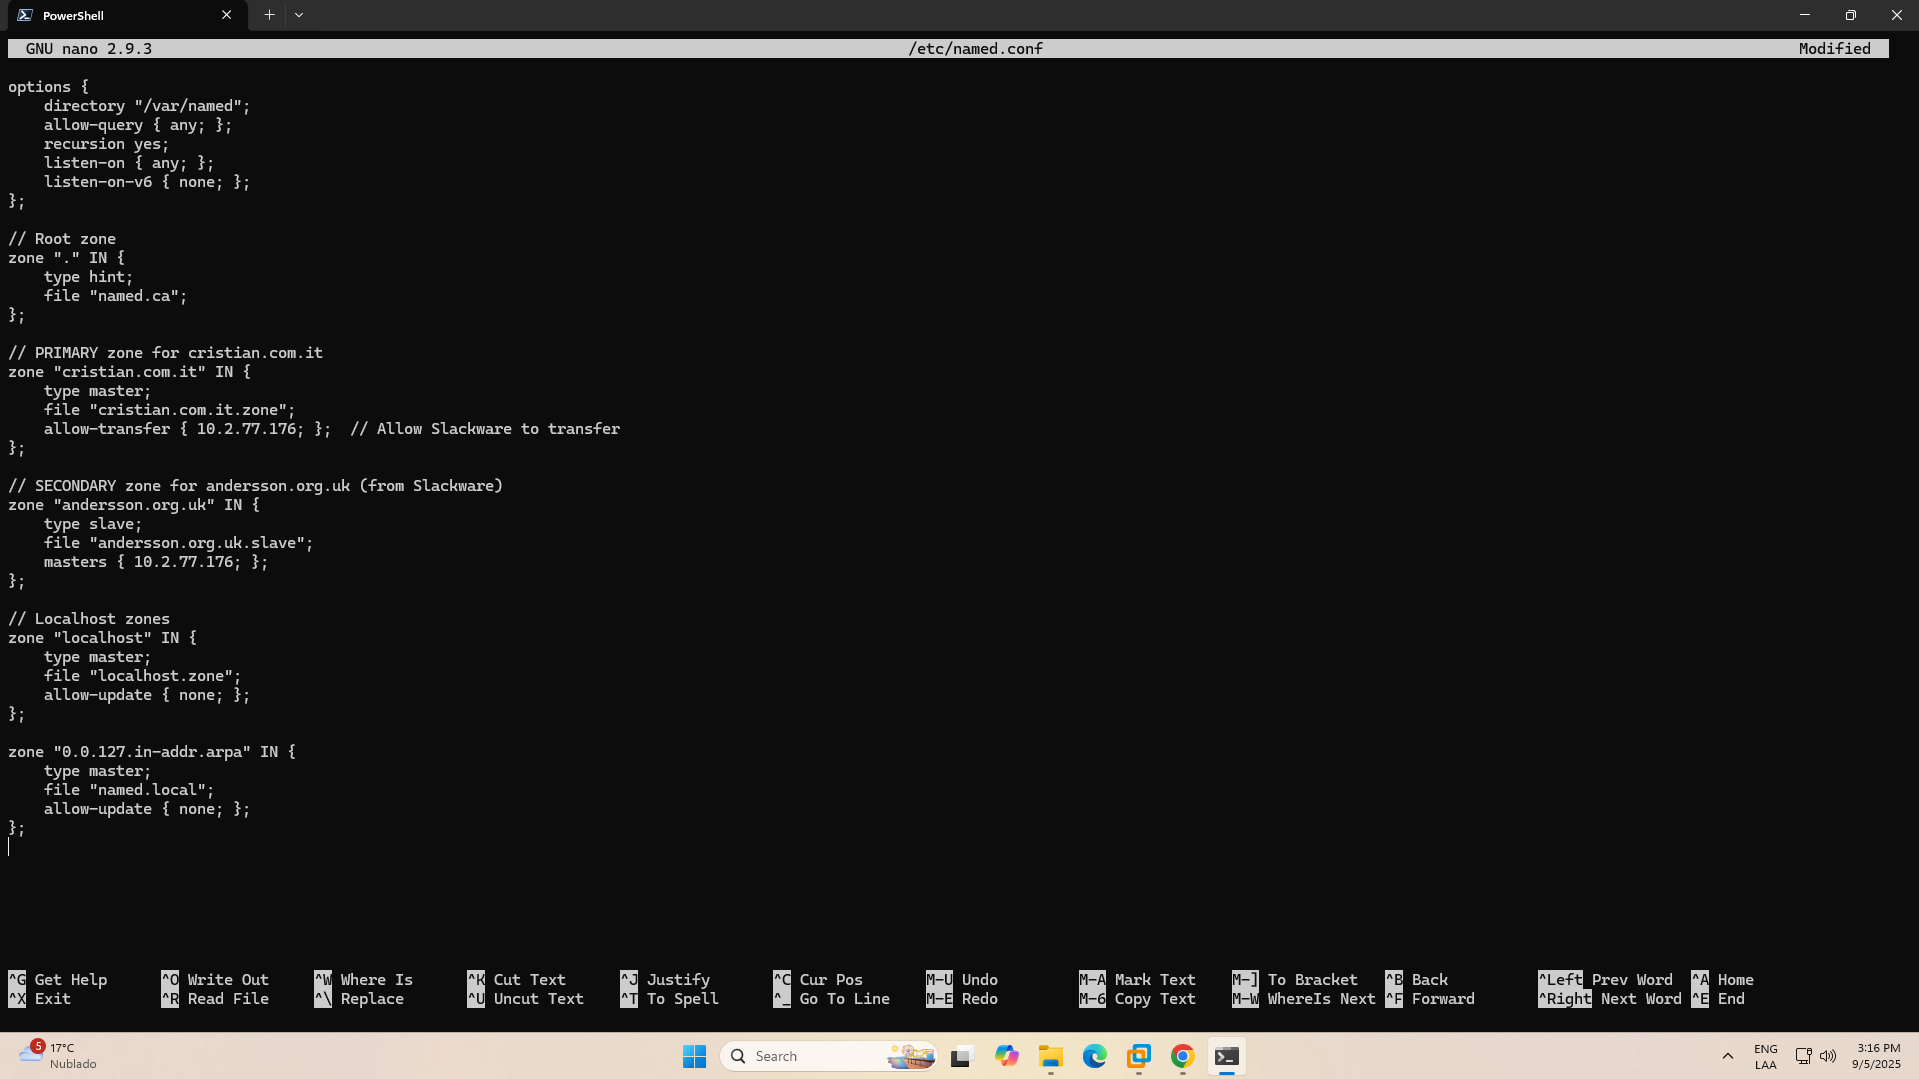 PowerShell
GNU nano 2.9.3 /etc/named.conf Modified
options {
directory "/var/named";
allow-query { any; };
recursion yes;
listen-on { any; };
listen-on-v6 { none; };
};
// Root zone
zone "." IN {
type hint;
file "named.ca";
};
// PRIMARY zone for cristian.com.it
zone "cristian.com.it" IN {
type master;
file "cristian.com.it.zone";
allow-transfer { 10.2.77.176; }; // Allow Slackware to transfer
};
// SECONDARY zone for andersson.org.uk (from Slackware)
zone "andersson.org.uk" IN {
type slave;
file "andersson.org.uk.slave";
masters { 10.2.77.176; };
};
// Localhost zones
zone "localhost" IN {
type master;
file "localhost.zone";
allow-update { none; };
};
zone "0.0.127.in-addr.arpa" IN {
type master;
file "named.local";
allow-update { none; };
};
^G Get Help ^O Write Out ^W Where Is ^K Cut Text ^J Justify ^C Cur Pos M-U Undo M-A Mark Text M-] To Bracket ^B Back ^Left Prev Word ^A Home
^X Exit ^R Read File ^\ Replace ^U Uncut Text ^T To Spell ^_ Go To Line M-E Redo M-6 Copy Text M-W WhereIs Next ^F Forward ^Right Next Word ^E End
5 17°C
Nublado
Search
ENG
LAA
3:16 PM
9/5/2025